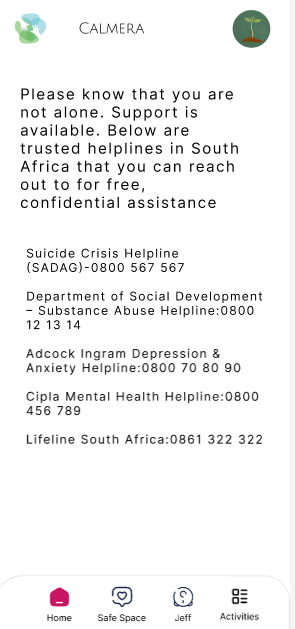 CALMERA
Please know that you are
not alone. Support is
available. Below are
trusted helplines in South
Africa that you can reach
out to for free,
confidential assistance
Suicide Crisis Helpline
(SADAG)-0800 567 567
Department of Social Development
– Substance Abuse Helpline:0800
12 13 14
Adcock Ingram Depression &
Anxiety Helpline:0800 70 80 90
Cipla Mental Health Helpline:0800
456 789
Lifeline South Africa:0861 322 322
Home Safe Space Jeff Activities